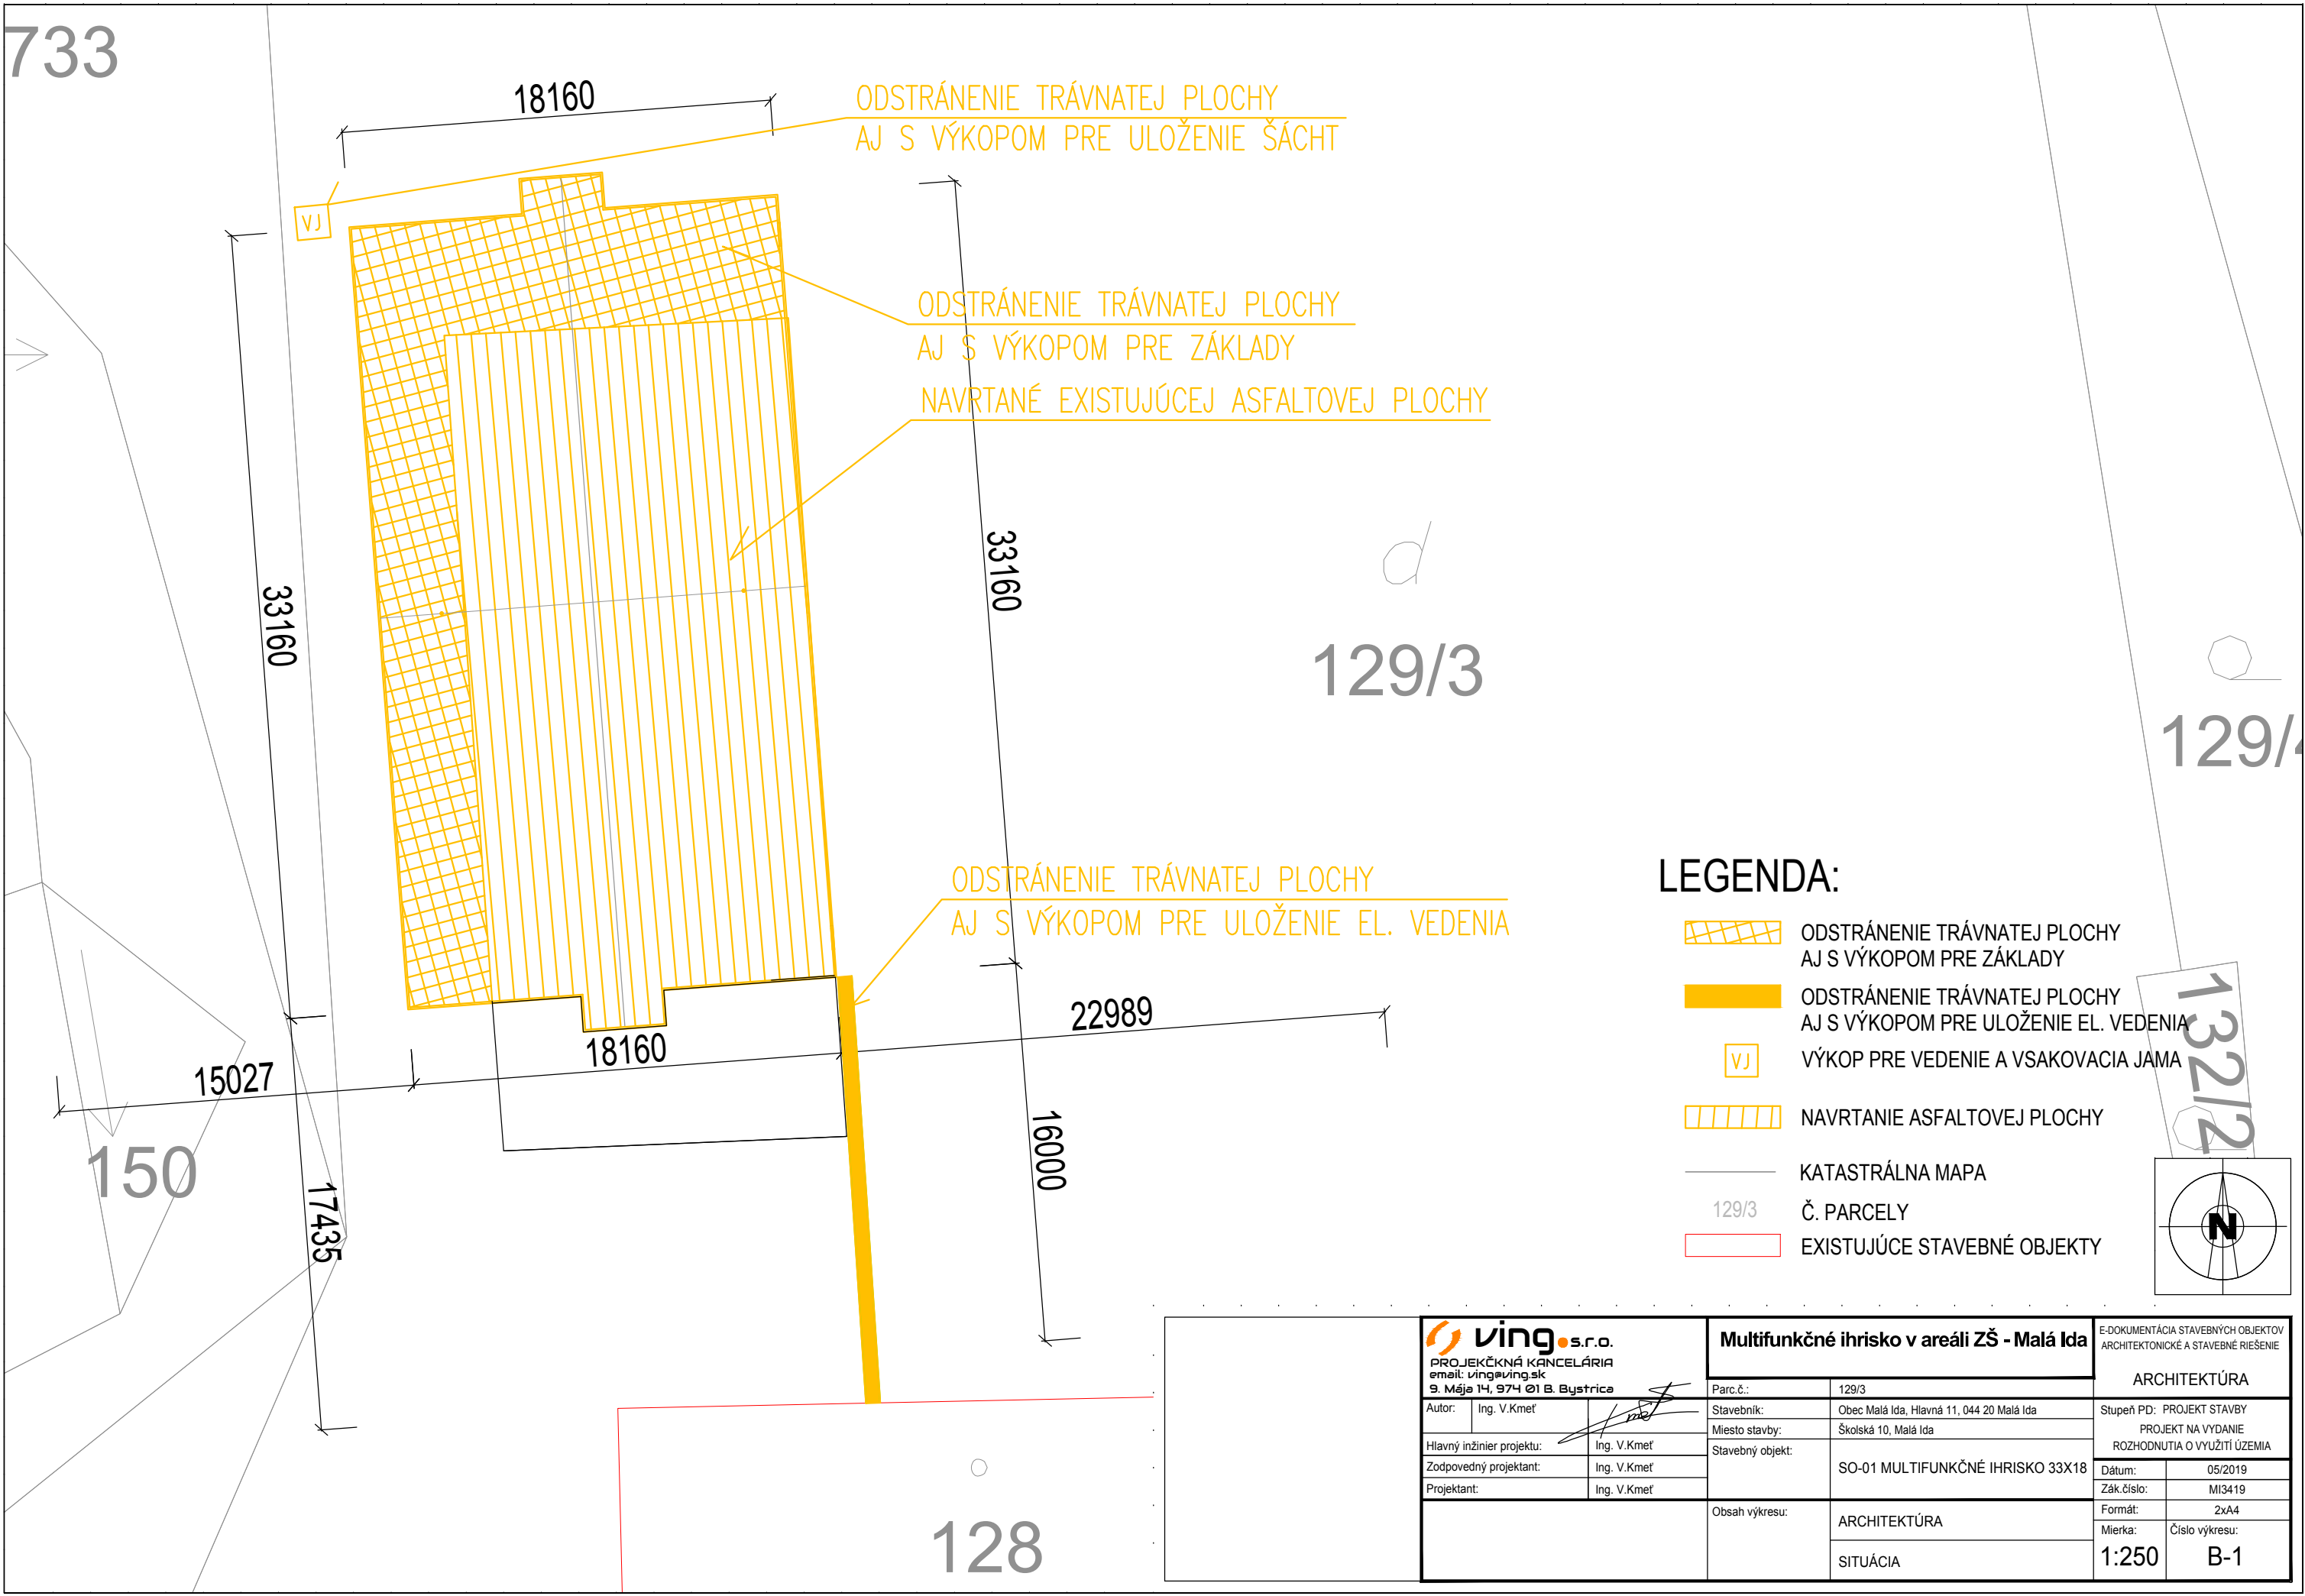 733
18160
ODSTRÁNENIE TRÁVNATEJ PLOCHY
AJ S VÝKOPOM PRE ULOŽENIE ŠÁCHT
VJ
ODSTRÁNENIE TRÁVNATEJ PLOCHY
AJ S VÝKOPOM PRE ZÁKLADY
NAVRTANÉ EXISTUJÚCEJ ASFALTOVEJ PLOCHY
33160
33160
129/3
129/4
ODSTRÁNENIE TRÁVNATEJ PLOCHY
AJ S VÝKOPOM PRE ULOŽENIE EL. VEDENIA
22989
18160
15027
16000
17435
150
132/2
128
LEGENDA:
ODSTRÁNENIE TRÁVNATEJ PLOCHY
AJ S VÝKOPOM PRE ZÁKLADY
ODSTRÁNENIE TRÁVNATEJ PLOCHY
AJ S VÝKOPOM PRE ULOŽENIE EL. VEDENIA
VJ VÝKOP PRE VEDENIE A VSAKOVACIA JAMA
NAVRTANIE ASFALTOVEJ PLOCHY
KATASTRÁLNA MAPA
129/3 Č. PARCELY
EXISTUJÚCE STAVEBNÉ OBJEKTY
N
ving s.r.o.
PROJEKČKNÁ KANCELÁRIA
email: ving@ving.sk
9. Mája 14, 974 01 B. Bystrica
Autor: Ing. V.Kmeť
Hlavný inžinier projektu: Ing. V.Kmeť
Zodpovedný projektant: Ing. V.Kmeť
Projektant: Ing. V.Kmeť
Multifunkčné ihrisko v areáli ZŠ - Malá Ida
Parc.č.: 129/3
Stavebník: Obec Malá Ida, Hlavná 11, 044 20 Malá Ida
Miesto stavby: Školská 10, Malá Ida
Stavebný objekt:
SO-01 MULTIFUNKČNÉ IHRISKO 33X18
Obsah výkresu:
ARCHITEKTÚRA
SITUÁCIA
E-DOKUMENTÁCIA STAVEBNÝCH OBJEKTOV
ARCHITEKTONICKÉ A STAVEBNÉ RIEŠENIE
ARCHITEKTÚRA
Stupeň PD: PROJEKT STAVBY
PROJEKT NA VYDANIE
ROZHODNUTIA O VYUŽITÍ ÚZEMIA
Dátum: 05/2019
Zák.číslo: MI3419
Formát: 2xA4
Mierka: Číslo výkresu:
1:250 B-1